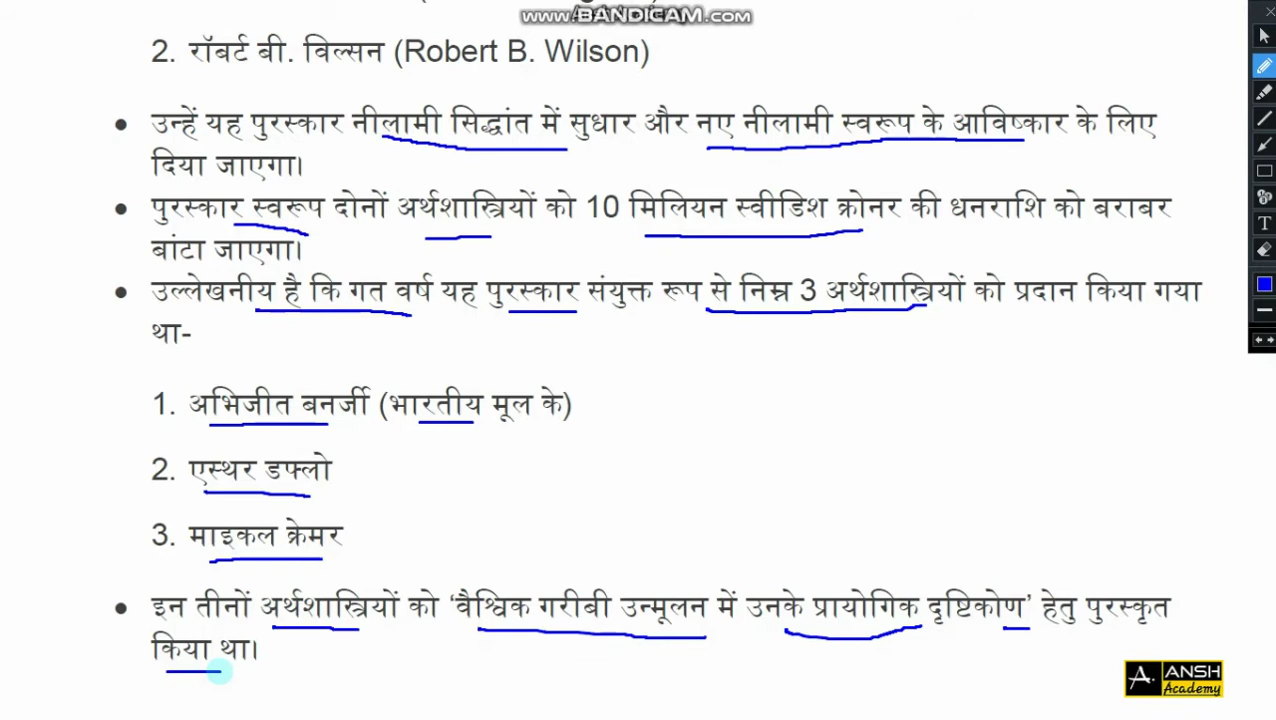 www.BANDICAM.com
2. रॉबर्ट बी. विल्सन (Robert B. Wilson)
• उन्हें यह पुरस्कार नीलामी सिद्धांत में सुधार और नए नीलामी स्वरूप के आविष्कार के लिए
दिया जाएगा।
• पुरस्कार स्वरूप दोनों अर्थशास्त्रियों को 10 मिलियन स्वीडिश क्रोनर की धनराशि को बराबर
बांटा जाएगा।
• उल्लेखनीय है कि गत वर्ष यह पुरस्कार संयुक्त रूप से निम्न 3 अर्थशास्त्रियों को प्रदान किया गया
था-
1. अभिजीत बनर्जी (भारतीय मूल के)
2. एस्थर डफ्लो
3. माइकल क्रेमर
• इन तीनों अर्थशास्त्रियों को ‘वैश्विक गरीबी उन्मूलन में उनके प्रायोगिक दृष्टिकोण’ हेतु पुरस्कृत
किया था।
A. ANSH
Academy